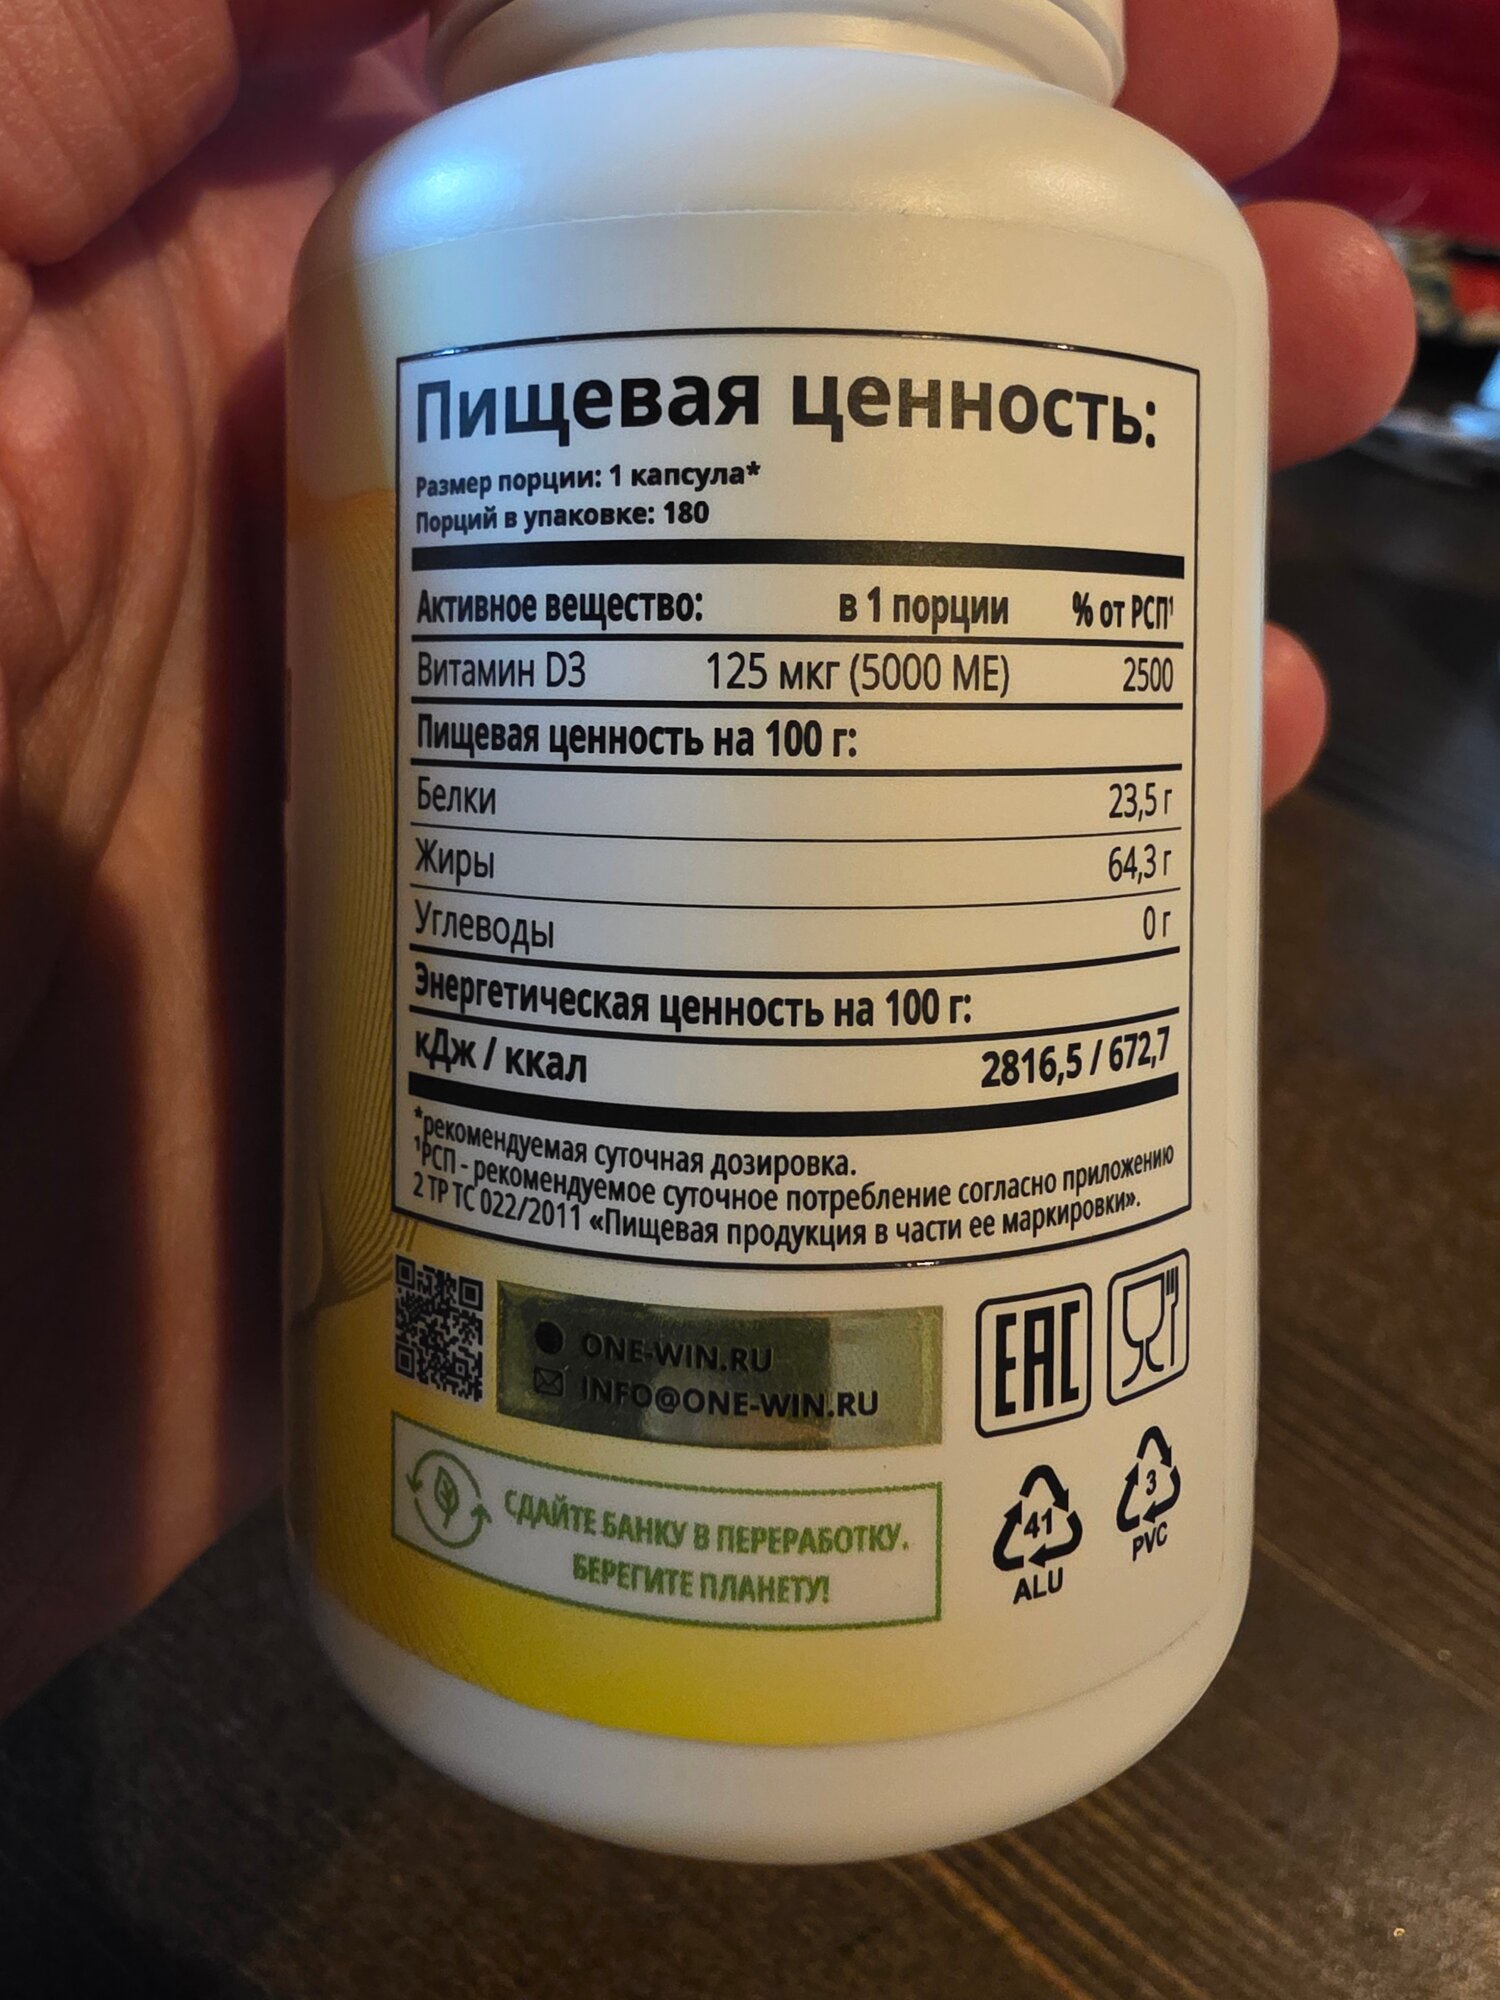 Пищевая ценность:
Размер порции: 1 капсула*
Порций в упаковке: 180
Активное вещество: в 1 порции % от РСП¹
Витамин D3 125 мкг (5000 МЕ) 2500
Пищевая ценность на 100 г:
Белки 23,5 г
Жиры 64,3 г
Углеводы 0 г
Энергетическая ценность на 100 г:
кДж / ккал 2816,5 / 672,7
*рекомендуемая суточная дозировка.
¹РСП - рекомендуемое суточное потребление согласно приложению
2 ТР ТС 022/2011 «Пищевая продукция в части ее маркировки».
ONE-WIN.RU
INFO@ONE-WIN.RU
EAC
СДАЙТЕ БАНКУ В ПЕРЕРАБОТКУ.
БЕРЕГИТЕ ПЛАНЕТУ!
41
ALU
3
PVC